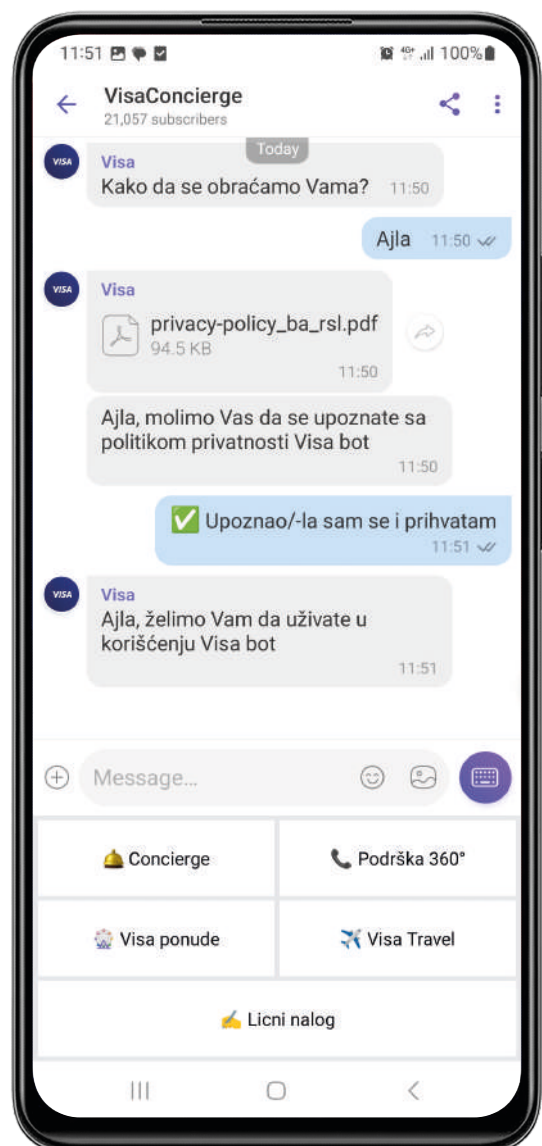 11:51
4G+ 100%
VisaConcierge
21,057 subscribers
Today
VISA
Visa
Kako da se obraćamo Vama? 11:50
Ajla 11:50
VISA
Visa
privacy-policy_ba_rsl.pdf
94.5 KB
11:50
Ajla, molimo Vas da se upoznate sa
politikom privatnosti Visa bot
11:50
✅ Upoznao/-la sam se i prihvatam
11:51
VISA
Visa
Ajla, želimo Vam da uživate u
korišćenju Visa bot
11:51
Message...
🛎️ Concierge
📞 Podrška 360°
🎡 Visa ponude
✈️ Visa Travel
✍️ Licni nalog